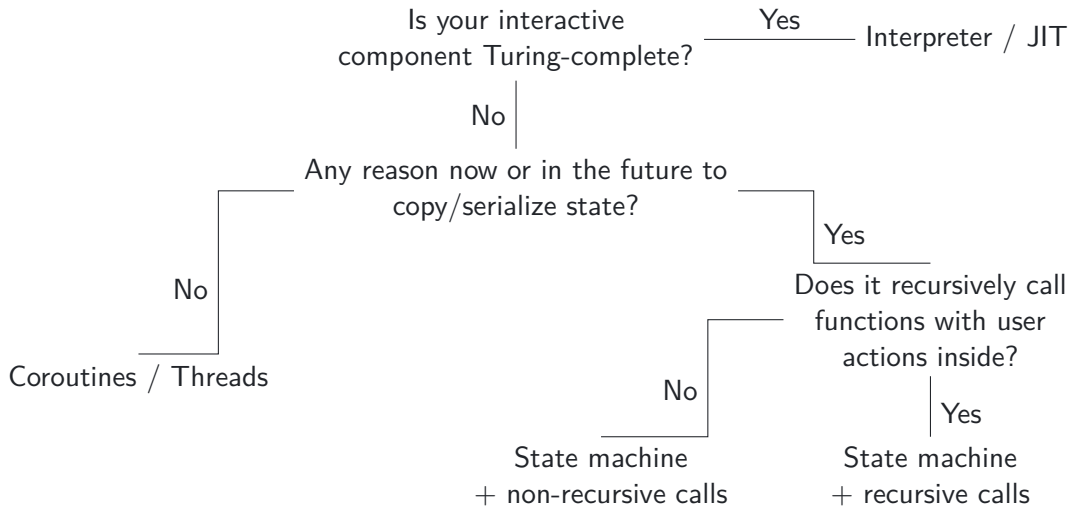 Is your interactive
component Turing-complete?
Yes
Interpreter / JIT
No
Any reason now or in the future to
copy/serialize state?
Yes
No
Does it recursively call
functions with user
actions inside?
Coroutines / Threads
No
Yes
State machine
+ non-recursive calls
State machine
+ recursive calls